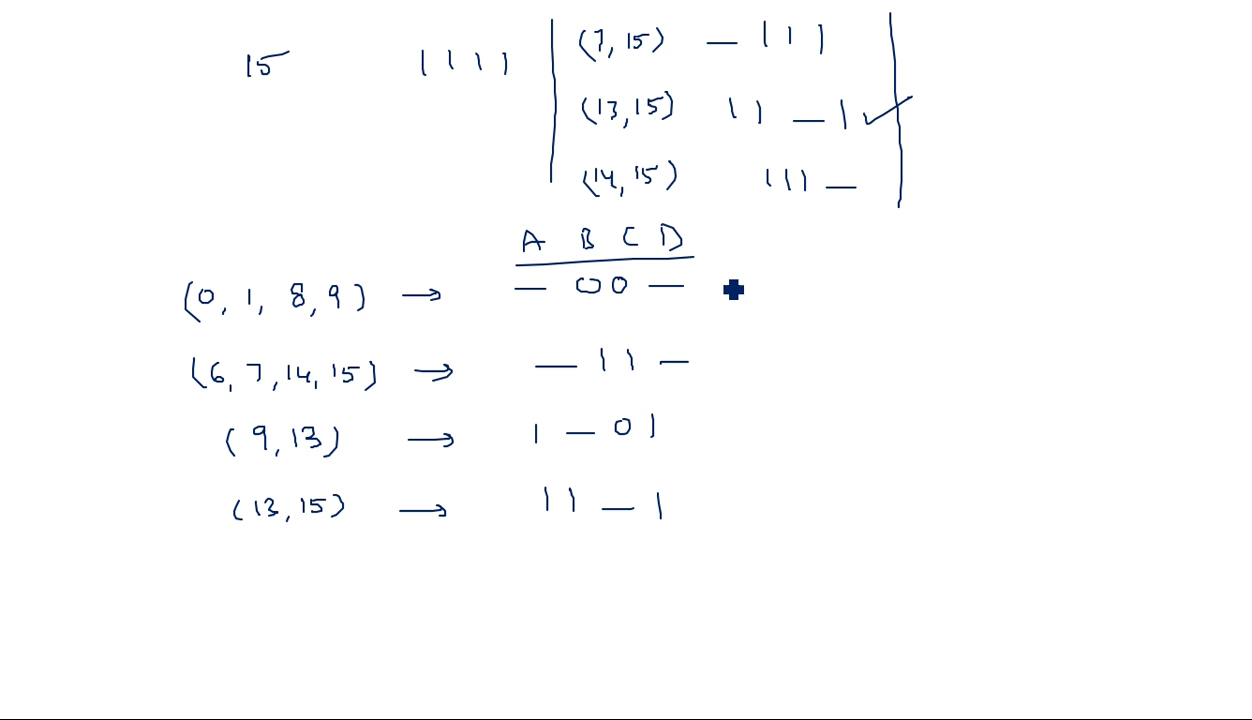 15 1111 (7,15) — 111
(13,15) 11 — 1 ✓
(14,15) 111 —
A B C D
(0, 1, 8, 9) → — 00 —
(6, 7, 14, 15) → — 11 —
(9, 13) → 1 — 01
(13, 15) → 11 — 1